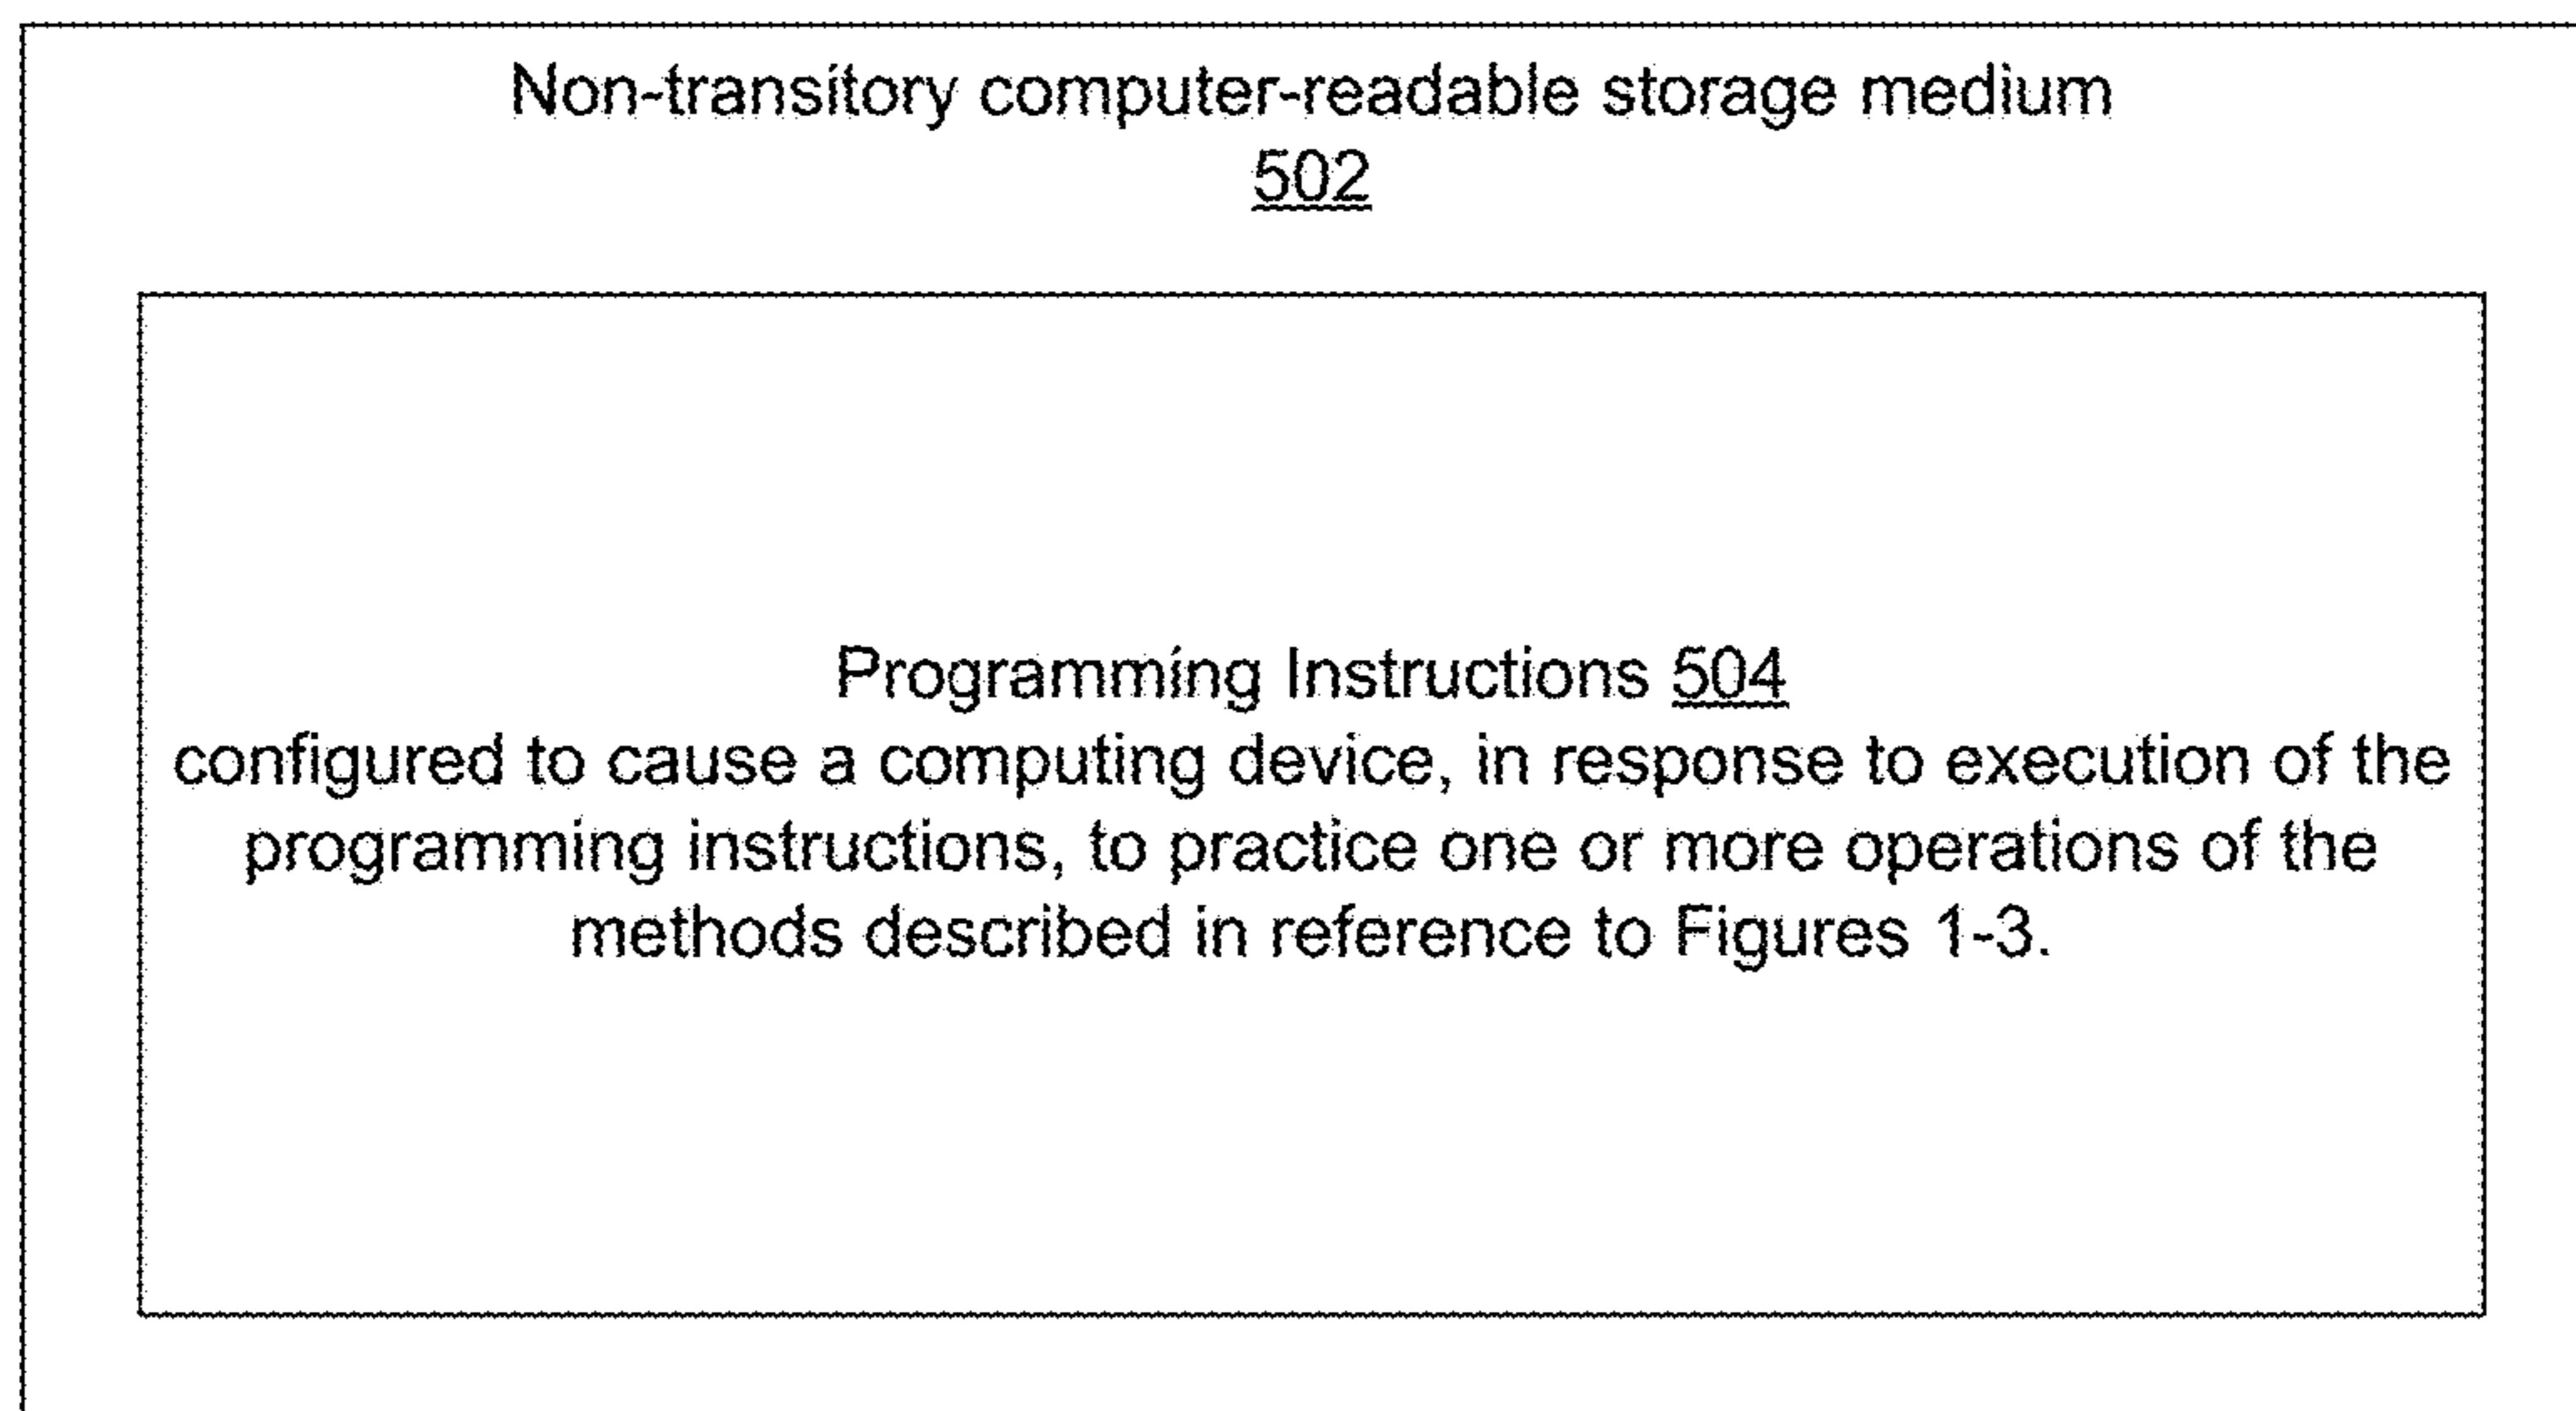 Non-transitory computer-readable storage medium
502
Programming Instructions 504
configured to cause a computing device, in response to execution of the
programming instructions, to practice one or more operations of the
methods described in reference to Figures 1-3.